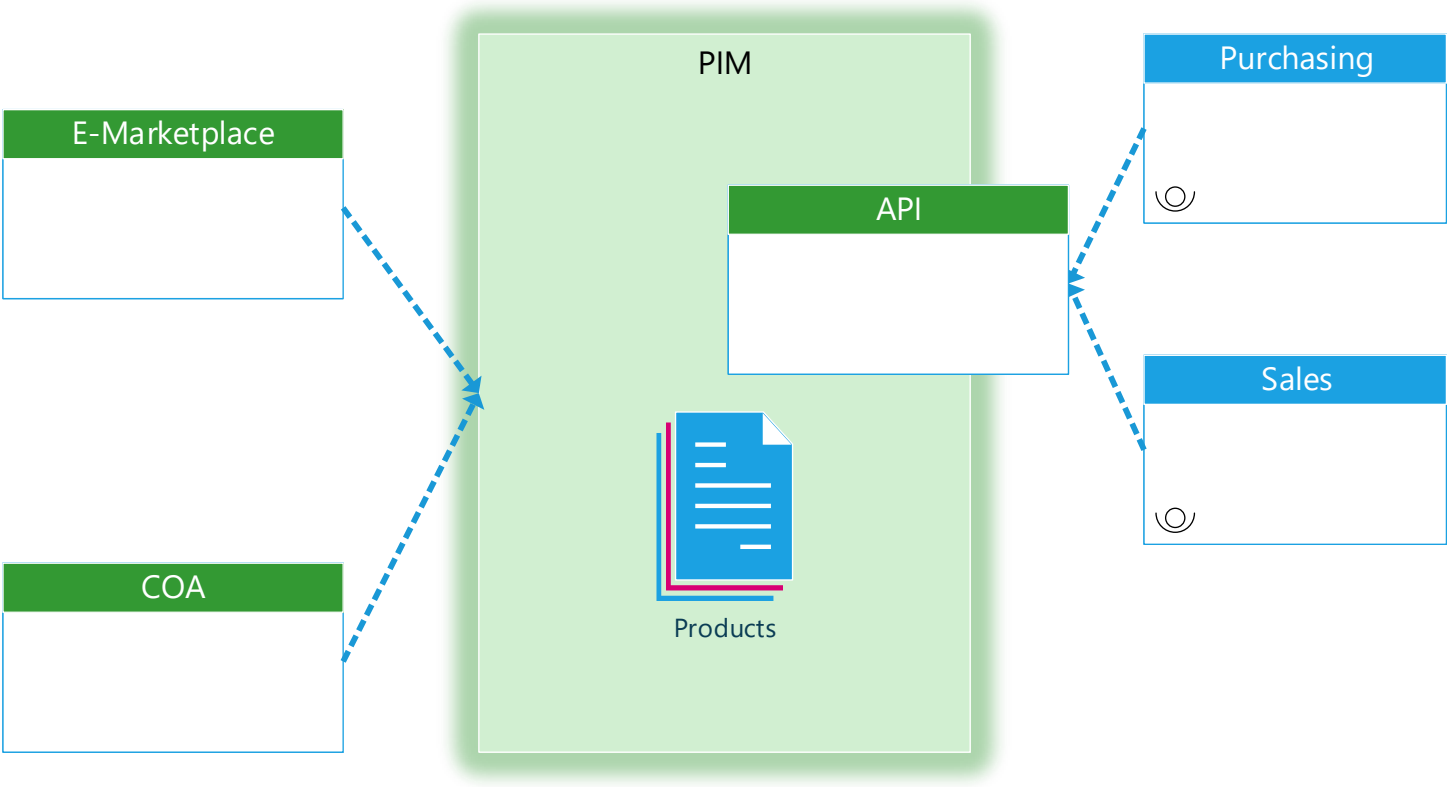 PIM
Purchasing
E-Marketplace
API
Sales
COA
Products